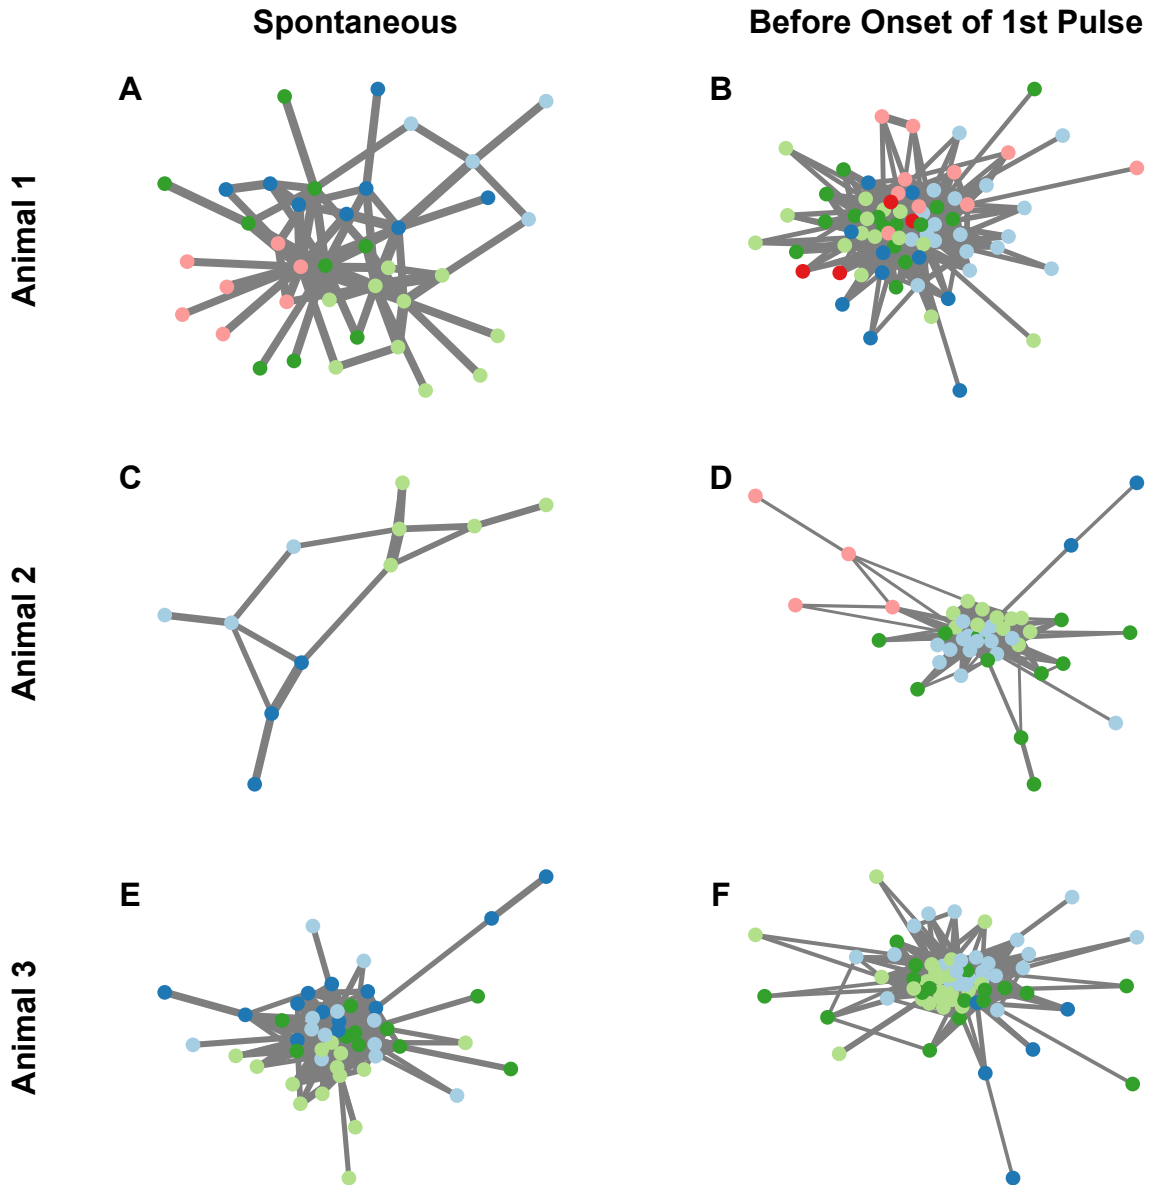 Spontaneous
Before Onset of 1st Pulse
A
B
Animal 1
C
D
Animal 2
E
F
Animal 3